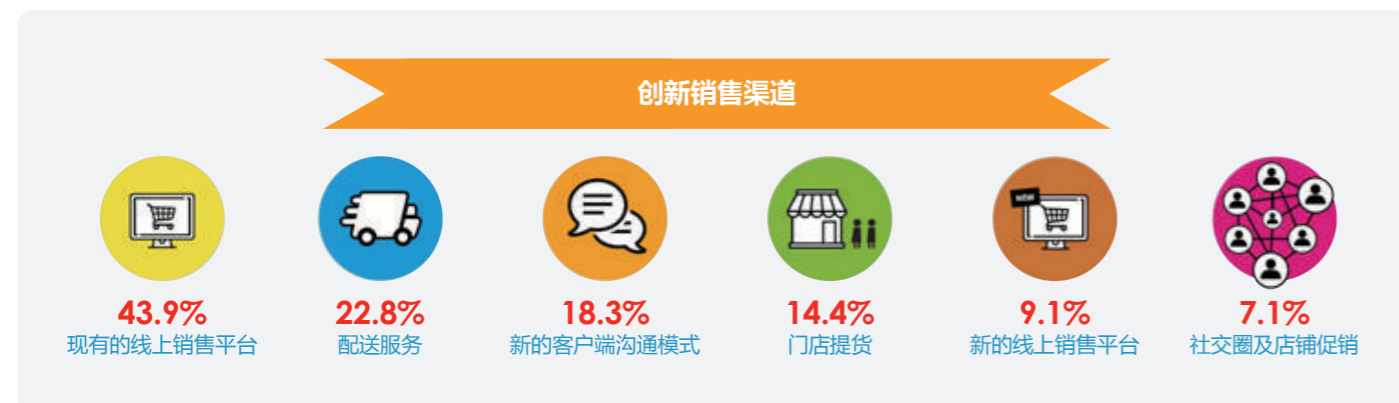 创新销售渠道
NEW
43.9%
现有的线上销售平台
22.8%
配送服务
18.3%
新的客户端沟通模式
14.4%
门店提货
9.1%
新的线上销售平台
7.1%
社交圈及店铺促销